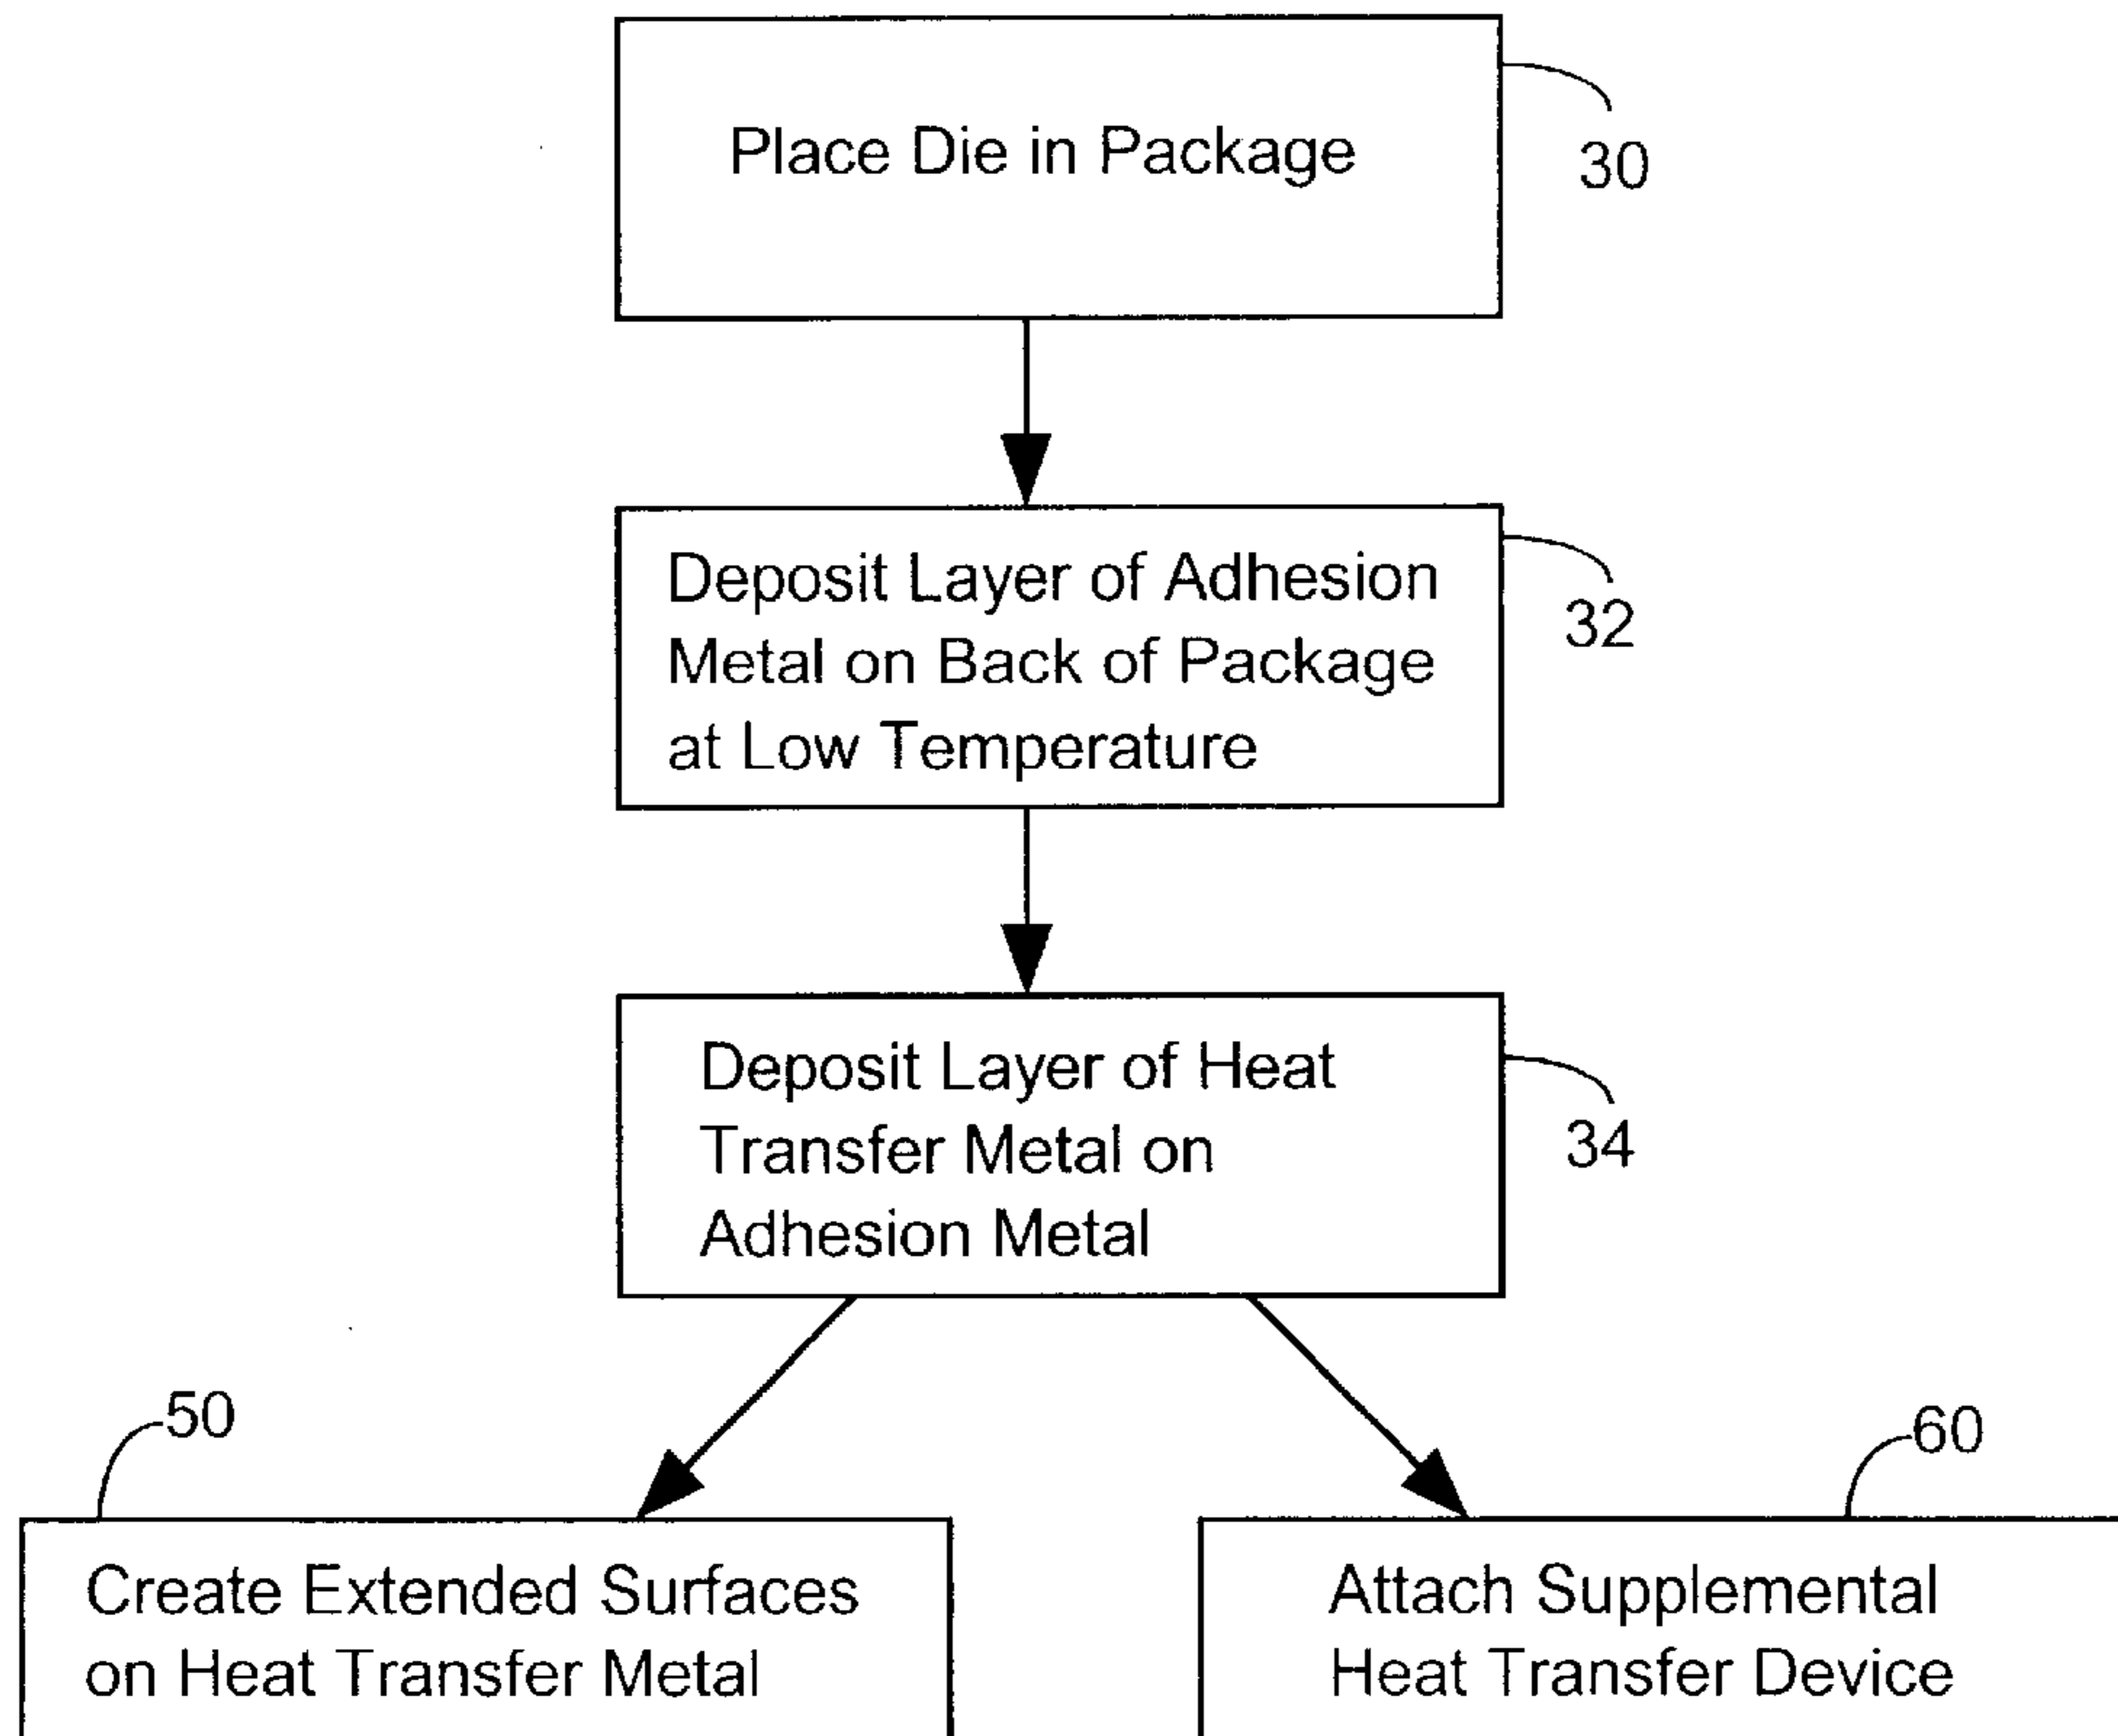 Place Die in Package
30
Deposit Layer of Adhesion
Metal on Back of Package
at Low Temperature
32
Deposit Layer of Heat
Transfer Metal on
Adhesion Metal
34
50
Create Extended Surfaces
on Heat Transfer Metal
60
Attach Supplemental
Heat Transfer Device